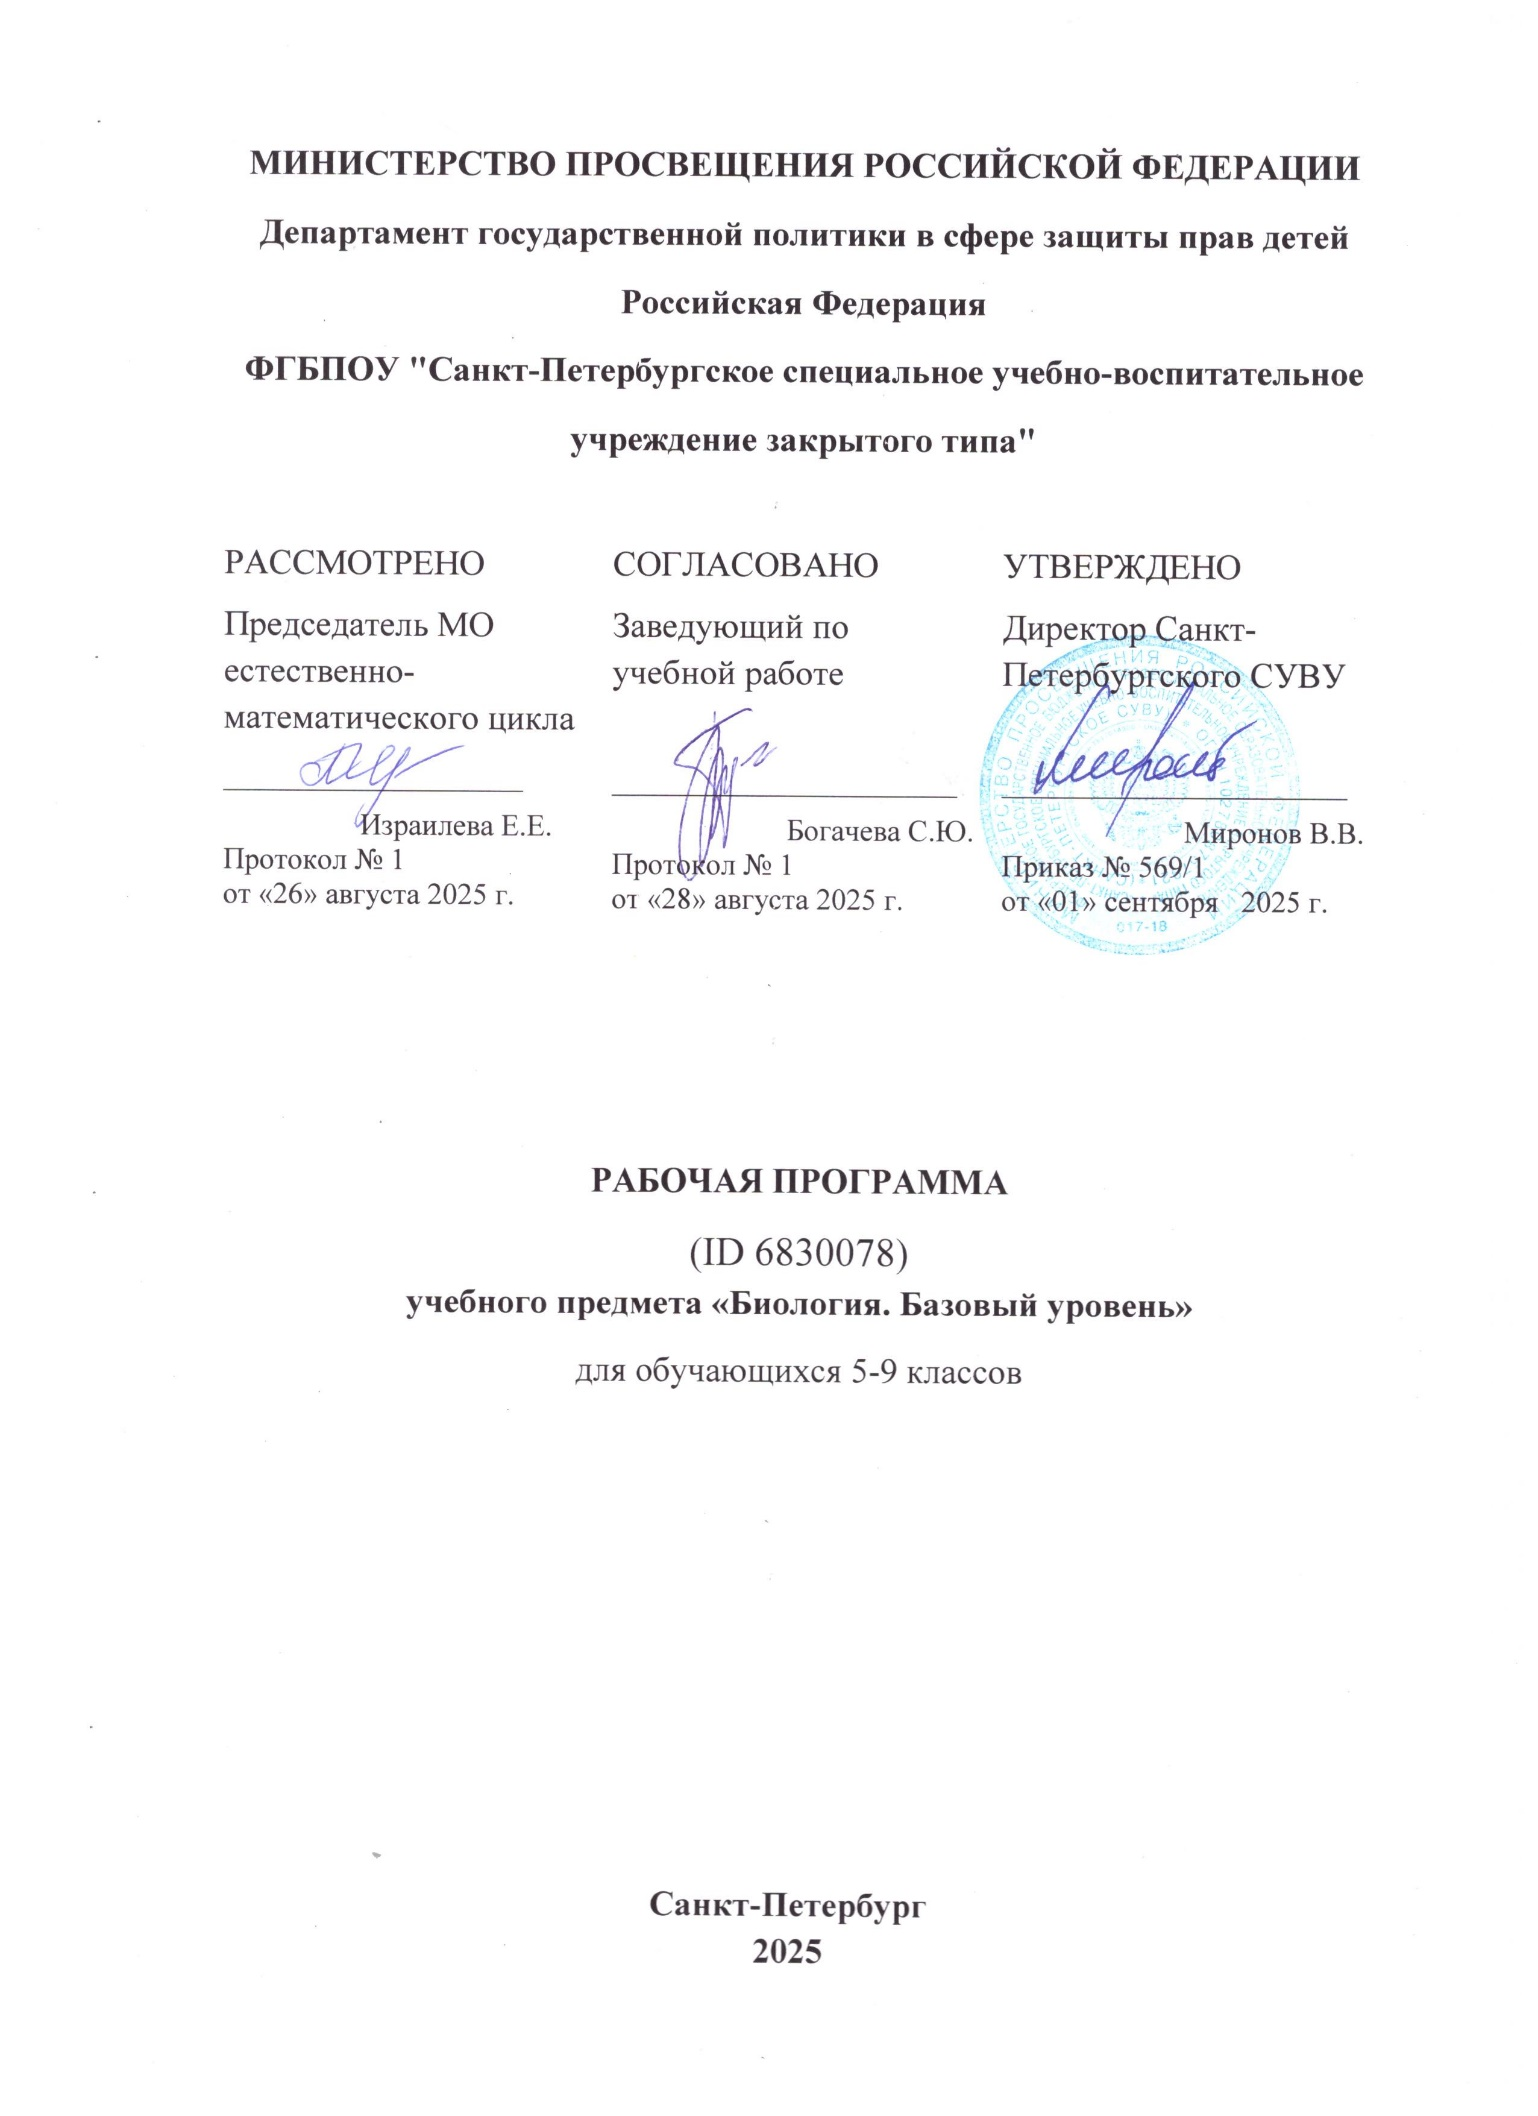 МИНИСТЕРСТВО ПРОСВЕЩЕНИЯ РОССИЙСКОЙ ФЕДЕРАЦИИ
Департамент государственной политики в сфере защиты прав детей
Российская Федерация
ФГБПОУ "Санкт-Петербургское специальное учебно-воспитательное
учреждение закрытого типа"
РАССМОТРЕНО
Председатель МО
естественно-
математического цикла
Израилева Е.Е.
Протокол № 1
от «26» августа 2025 г.
СОГЛАСОВАНО
Заведующий по
учебной работе
Богачева С.Ю.
Протокол № 1
от «28» августа 2025 г.
УТВЕРЖДЕНО
Директор Санкт-
Петербургского СУВУ
Миронов В.В.
Приказ № 569/1
от «01» сентября 2025 г.
017-18
РАБОЧАЯ ПРОГРАММА
(ID 6830078)
учебного предмета «Биология. Базовый уровень»
для обучающихся 5-9 классов
Санкт-Петербург
2025